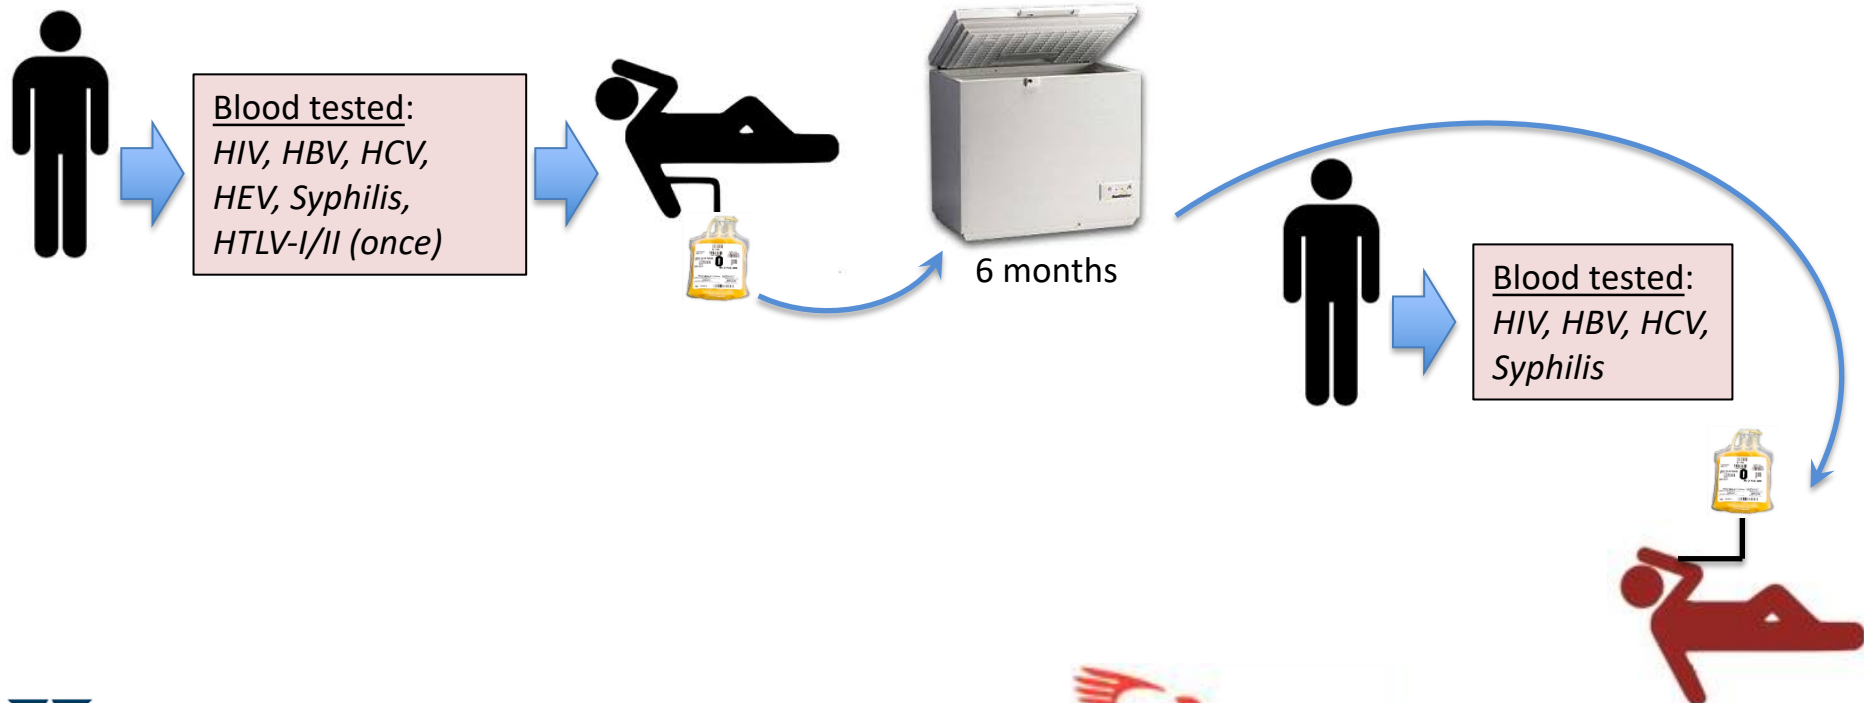 Blood tested:
HIV, HBV, HCV,
HEV, Syphilis,
HTLV-I/II (once)
6 months
Blood tested:
HIV, HBV, HCV,
Syphilis